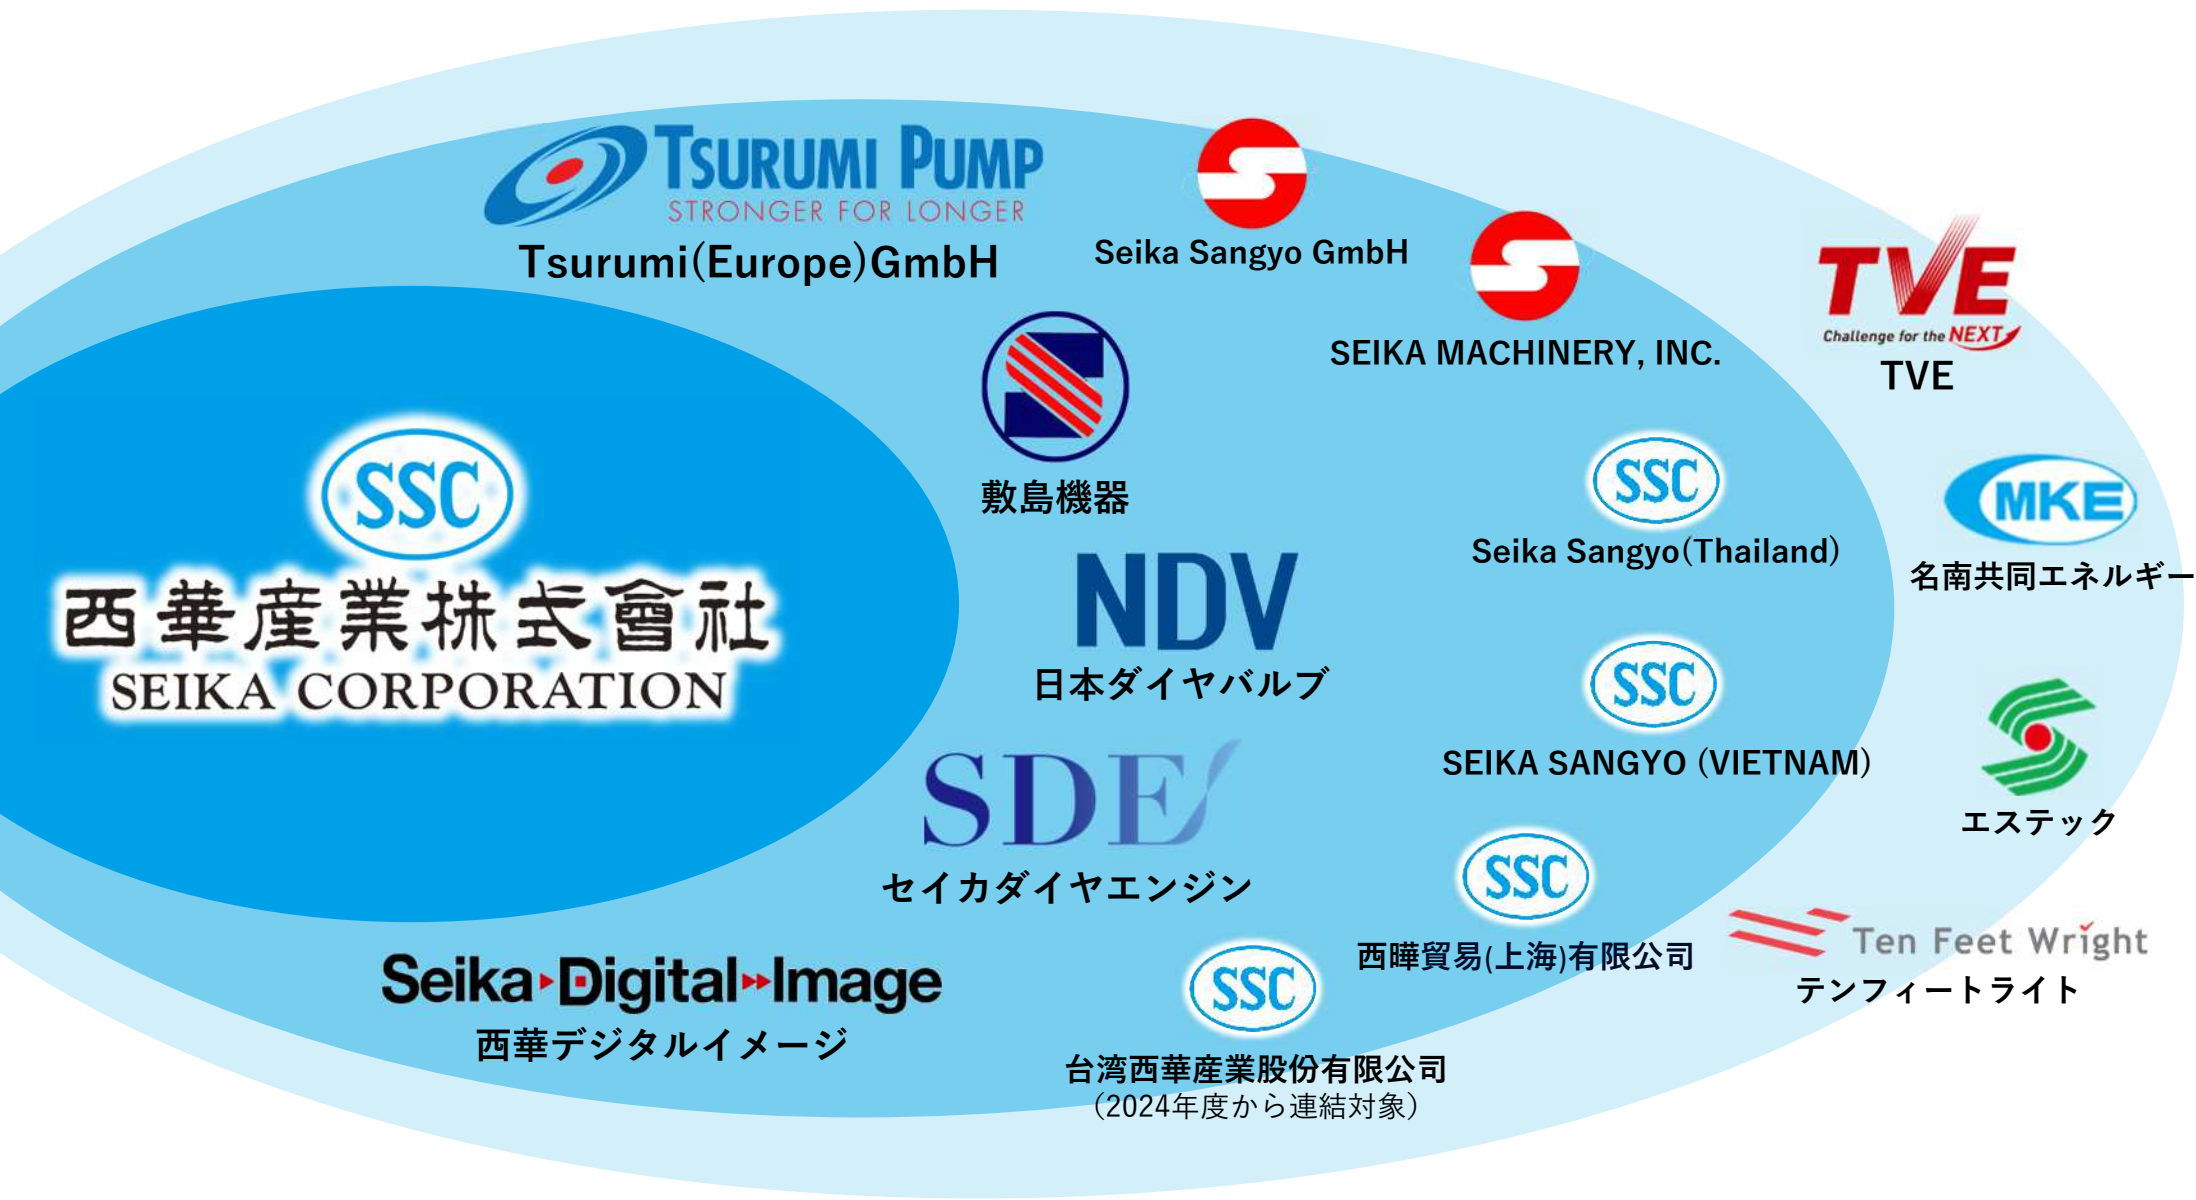 TSURUMI PUMP
STRONGER FOR LONGER
Tsurumi(Europe)GmbH
Seika Sangyo GmbH
SEIKA MACHINERY, INC.
TVE
Challenge for the NEXT
TVE
敷島機器
SSC
西華産業株式會社
SEIKA CORPORATION
SSC
Seika Sangyo(Thailand)
MKE
名南共同エネルギー
NDV
日本ダイヤバルブ
SSC
SEIKA SANGYO (VIETNAM)
エステック
SDE
セイカダイヤエンジン
SSC
西曄貿易(上海)有限公司
Ten Feet Wright
テンフィートライト
Seika Digital Image
西華デジタルイメージ
SSC
台湾西華産業股份有限公司
（2024年度から連結対象）